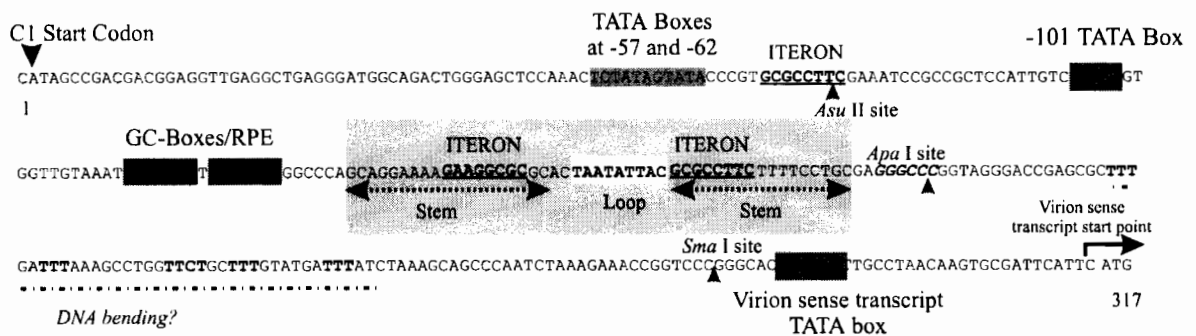 C1 Start Codon
TATA Boxes
at -57 and -62
ITERON
-101 TATA Box
CATAGCCGACGACGGAGGTTGAGGCTGAGGGATGGCAGACTGGGAGCTCCAAACTCTATAGTATACCCGTGCGCCTTCGAAATCCGCCGCTCCATTGTC GT
1
Asu II site
GC-Boxes/RPE
ITERON
ITERON
Apa I site
GGTTGTAAAT T GGCCCAGCAGGAAAAGAAGGCGCGCACTAATATTACGCGCCTTCTTTTCCTGCGAGGGCCCGGTAGGGACCGAGCGCTTT
Stem
Loop
Stem
Virion sense
transcript start point
Sma I site
GATTTAAAGCCTGGTTCTGCTTTGTATGATTTATCTAAAGCAGCCCAATCTAAAGAAACCGGTCCCGGGCAC TTGCCTAACAAGTGCGATTCATTC ATG
DNA bending?
Virion sense transcript
TATA box
317